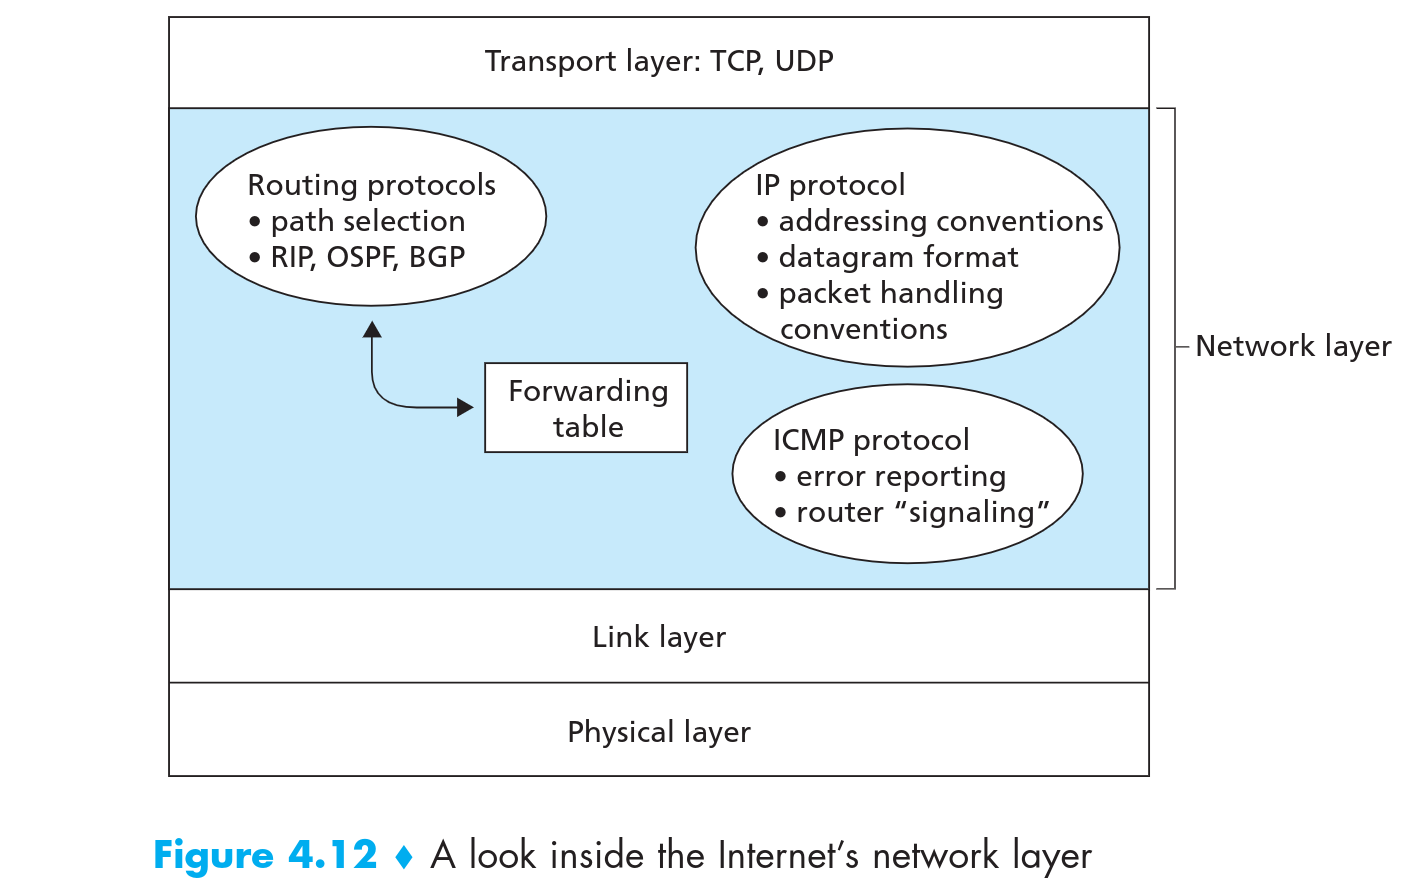 Transport layer: TCP, UDP
Routing protocols
• path selection
• RIP, OSPF, BGP
IP protocol
• addressing conventions
• datagram format
• packet handling
conventions
Network layer
Forwarding
table
ICMP protocol
• error reporting
• router “signaling”
Link layer
Physical layer
Figure 4.12 ♦ A look inside the Internet’s network layer